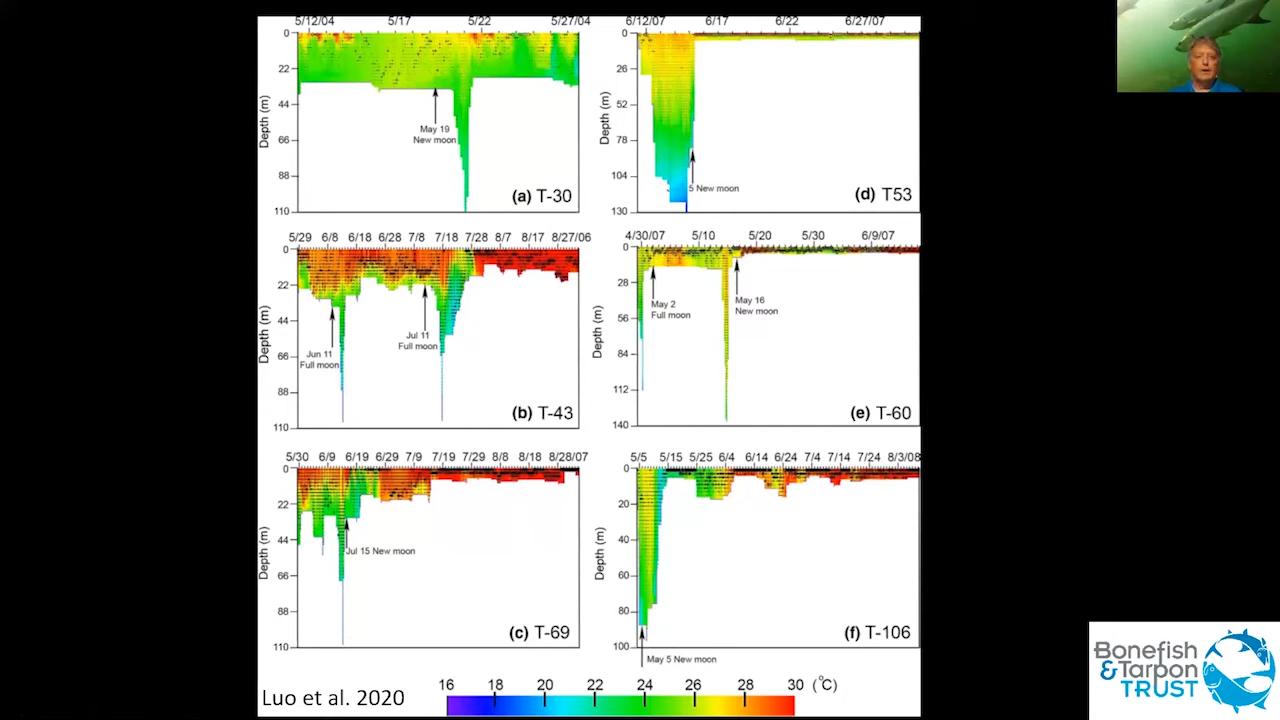 5/12/04 5/17 5/22 5/27/04
0
22
44
66
88
110
Depth (m)
May 19
New moon
(a) T-30
6/12/07 6/17 6/22 6/27/07
0
26
52
78
104
130
Depth (m)
5 New moon
(d) T53
5/29 6/8 6/18 6/28 7/8 7/18 7/28 8/7 8/17 8/27/06
0
22
44
66
88
110
Depth (m)
Jun 11
Full moon
Jul 11
Full moon
(b) T-43
4/30/07 5/10 5/20 5/30 6/9/07
0
28
56
84
112
140
Depth (m)
May 2
Full moon
May 16
New moon
(e) T-60
5/30 6/9 6/19 6/29 7/9 7/19 7/29 8/8 8/18 8/28/07
0
22
44
66
88
110
Depth (m)
Jul 15 New moon
(c) T-69
5/5 5/15 5/25 6/4 6/14 6/24 7/4 7/14 7/24 8/3/08
0
20
40
60
80
100
Depth (m)
May 5 New moon
(f) T-106
16 18 20 22 24 26 28 30 (°C)
Luo et al. 2020
Bonefish
& Tarpon
TRUST